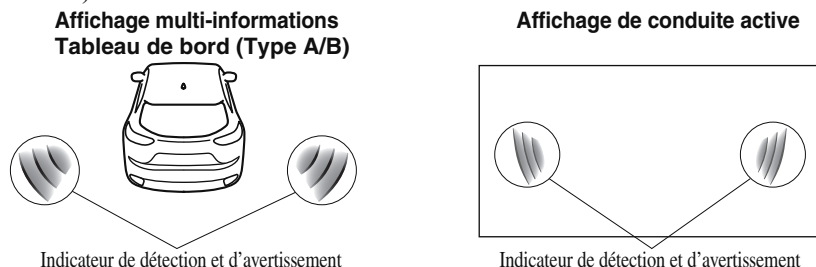 Affichage multi-informations
Tableau de bord (Type A/B)
Indicateur de détection et d’avertissement
Affichage de conduite active
Indicateur de détection et d’avertissement